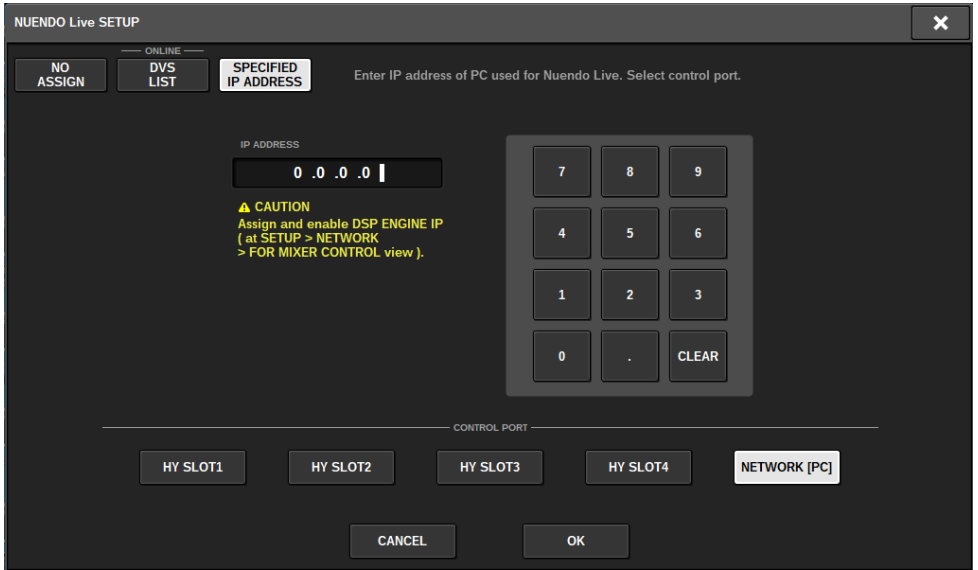 NUENDO Live SETUP
ONLINE
NO ASSIGN
DVS LIST
SPECIFIED IP ADDRESS
Enter IP address of PC used for Nuendo Live. Select control port.
IP ADDRESS
0 .0 .0 .0
CAUTION
Assign and enable DSP ENGINE IP
( at SETUP > NETWORK
> FOR MIXER CONTROL view ).
7 8 9
4 5 6
1 2 3
0 . CLEAR
CONTROL PORT
HY SLOT1 HY SLOT2 HY SLOT3 HY SLOT4 NETWORK [PC]
CANCEL OK